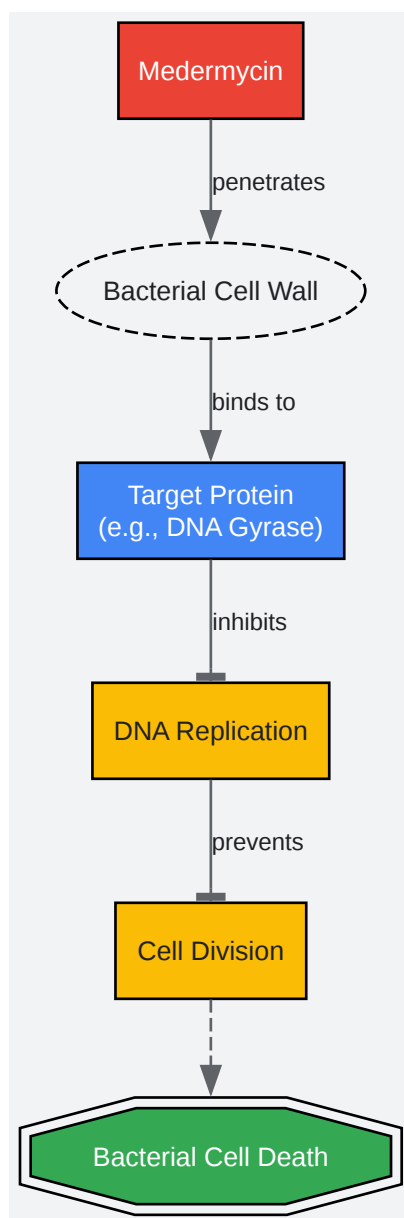 Medermycin
penetrates
Bacterial Cell Wall
binds to
Target Protein
(e.g., DNA Gyrase)
inhibits
DNA Replication
prevents
Cell Division
Bacterial Cell Death